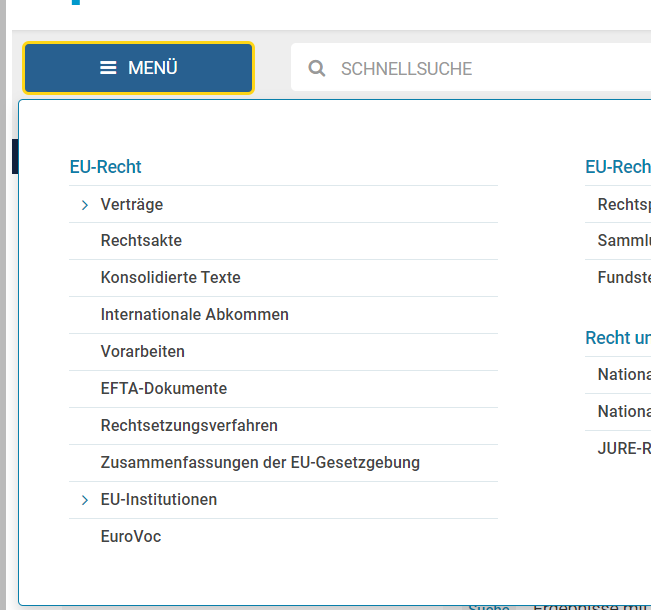 MENÜ
SCHNELLSUCHE
EU-Recht
Verträge
Rechtsakte
Konsolidierte Texte
Internationale Abkommen
Vorarbeiten
EFTA-Dokumente
Rechtsetzungsverfahren
Zusammenfassungen der EU-Gesetzgebung
EU-Institutionen
EuroVoc
Recht